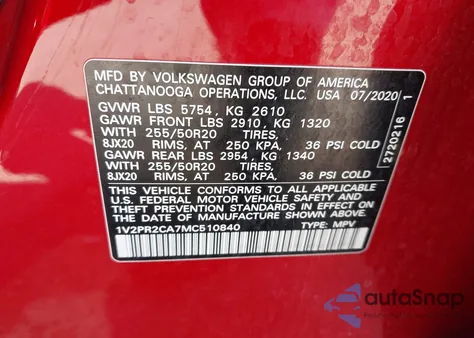 MFD BY VOLKSWAGEN GROUP OF AMERICA
CHATTANOOGA OPERATIONS, LLC. USA 07/2020
GVWR LBS 5754, KG 2610
GAWR FRONT LBS 2910, KG 1320
WITH 255/50R20 TIRES,
8JX20 RIMS, AT 250 KPA, 36 PSI COLD
GAWR REAR LBS 2954, KG 1340
WITH 255/50R20 TIRES,
8JX20 RIMS, AT 250 KPA, 36 PSI COLD
THIS VEHICLE CONFORMS TO ALL APPLICABLE
U.S. FEDERAL MOTOR VEHICLE SAFETY AND
THEFT PREVENTION STANDARDS IN EFFECT ON
THE DATE OF MANUFACTURE SHOWN ABOVE.
1V2PR2CA7MC510840
TYPE: MPV
2720216 1
autoSnap